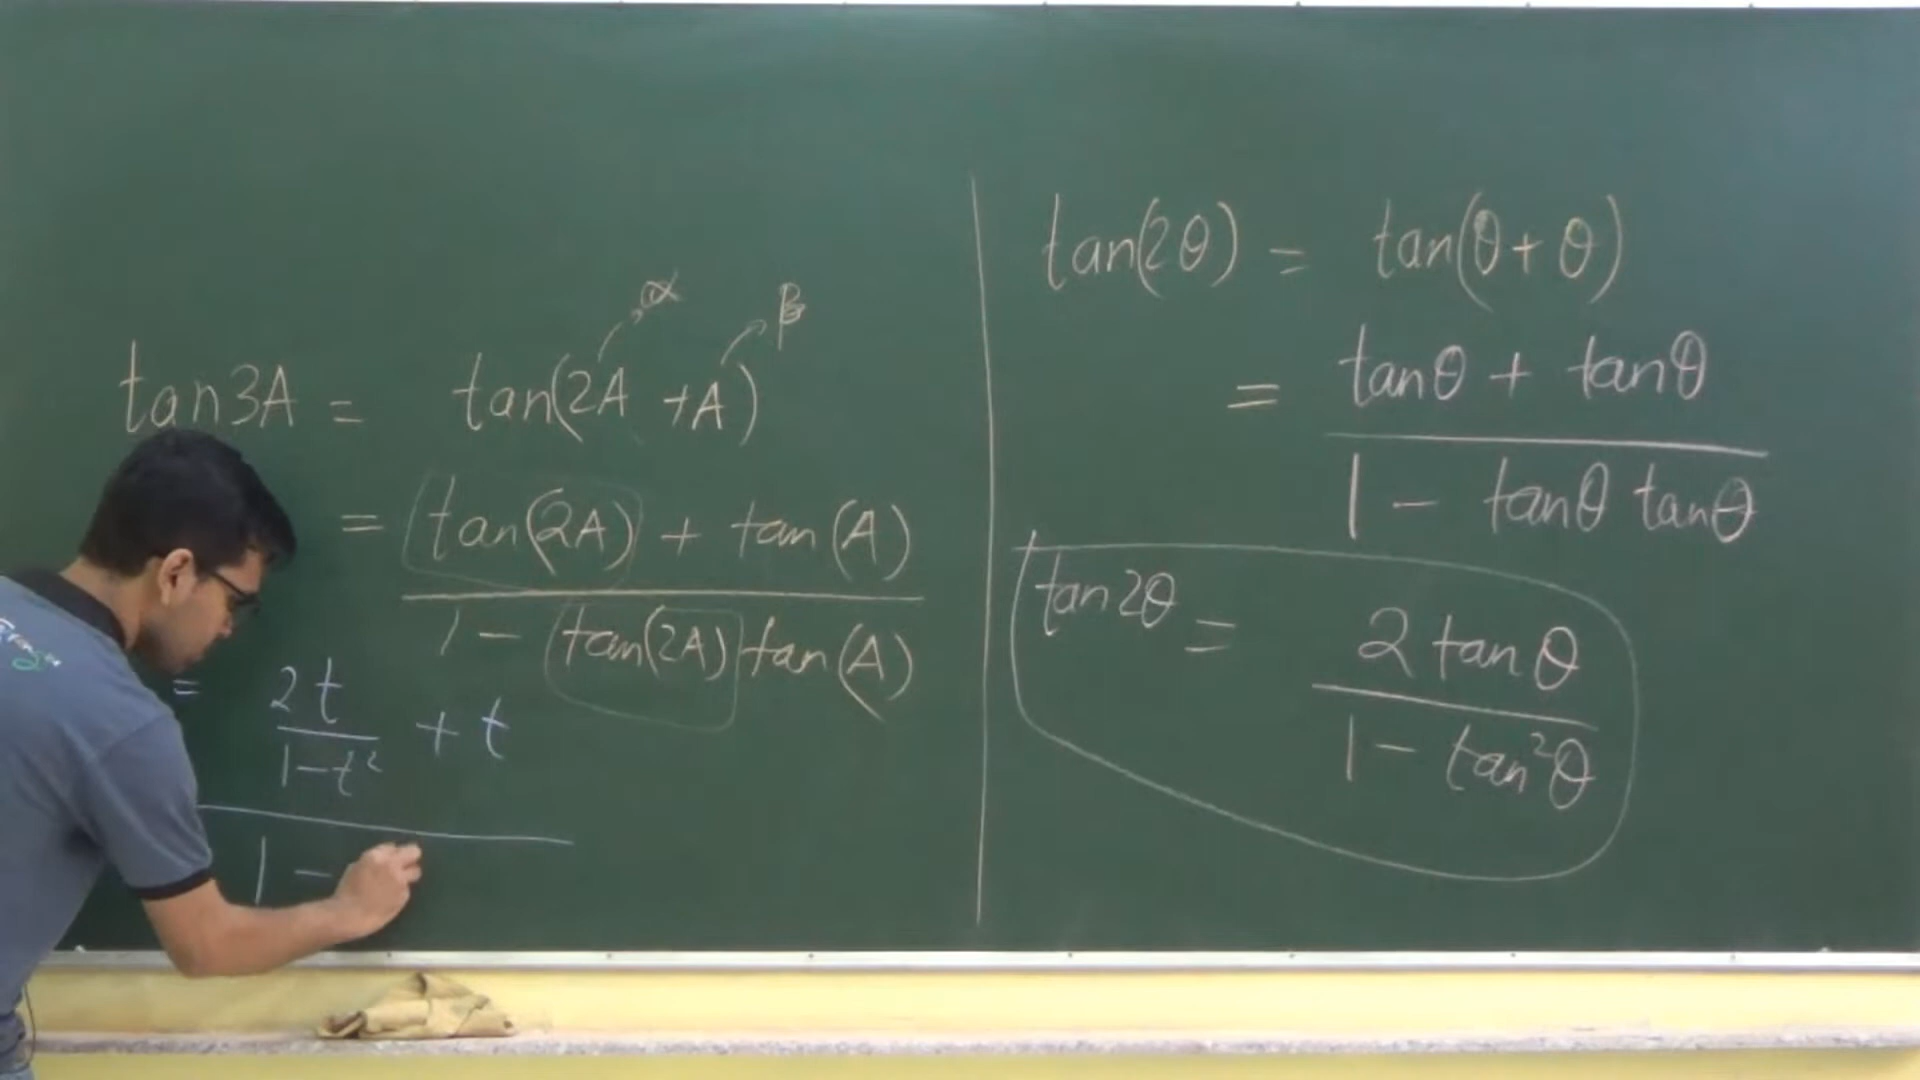 α β
tan3A = tan(2A +A)
= tan(2A) + tan(A)
1 - tan(2A) tan(A)
= 2t/1-t² + t
1 -
tan(2θ) = tan(θ + θ)
= tanθ + tanθ
1 - tanθ tanθ
tan2θ = 2 tanθ
1 - tan²θ